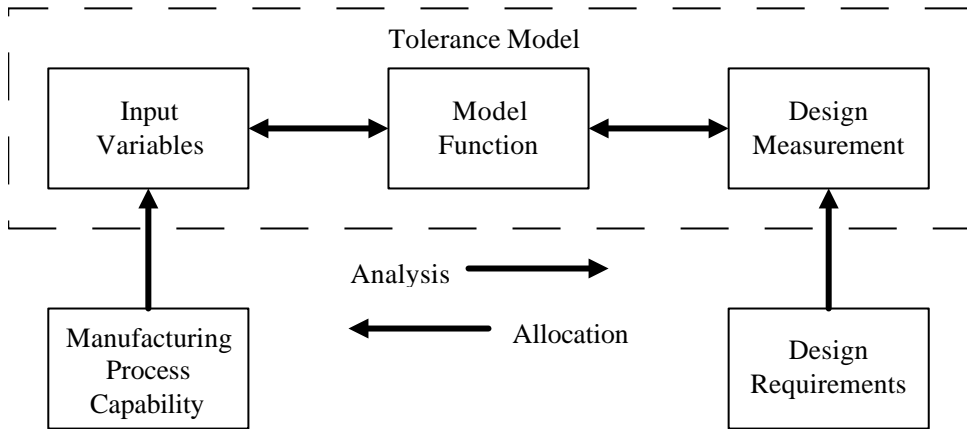 Tolerance Model
Input
Variables
Model
Function
Design
Measurement
Analysis
Allocation
Manufacturing
Process
Capability
Design
Requirements